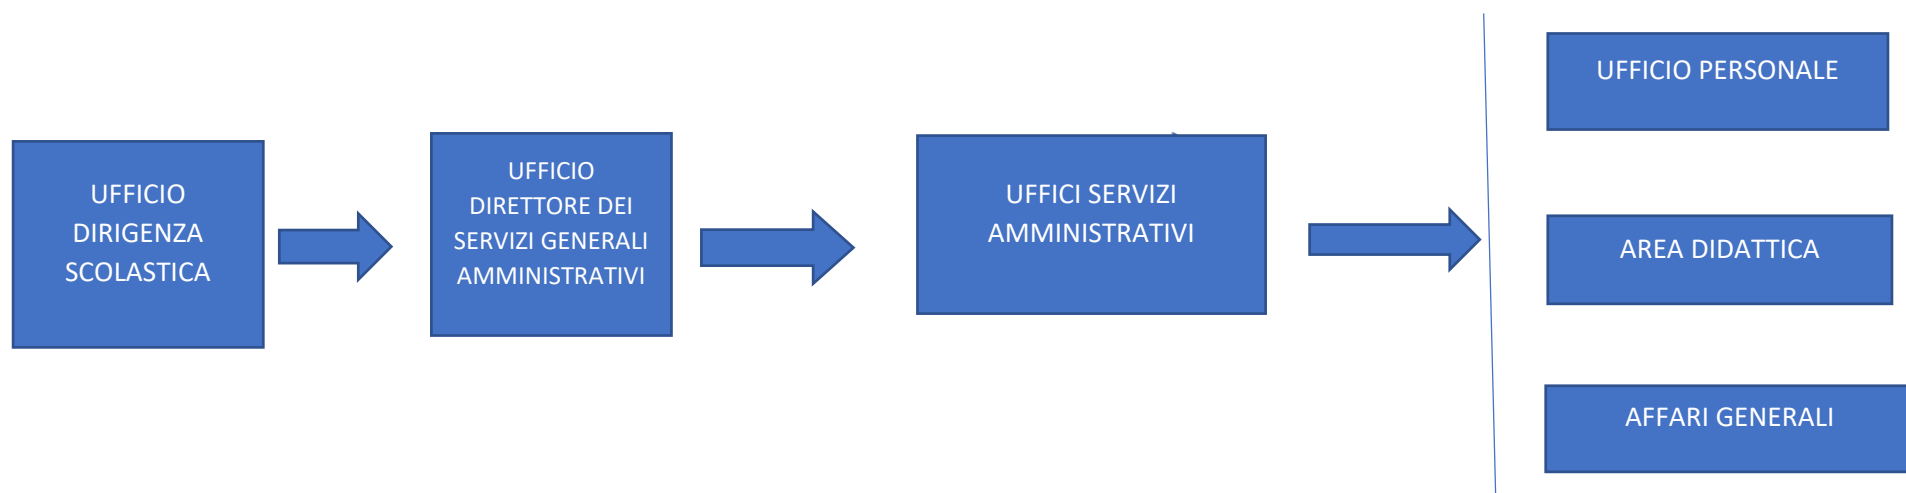 UFFICIO
DIRIGENZA
SCOLASTICA
UFFICIO
DIRETTORE DEI
SERVIZI GENERALI
AMMINISTRATIVI
UFFICI SERVIZI
AMMINISTRATIVI
UFFICIO PERSONALE
AREA DIDATTICA
AFFARI GENERALI